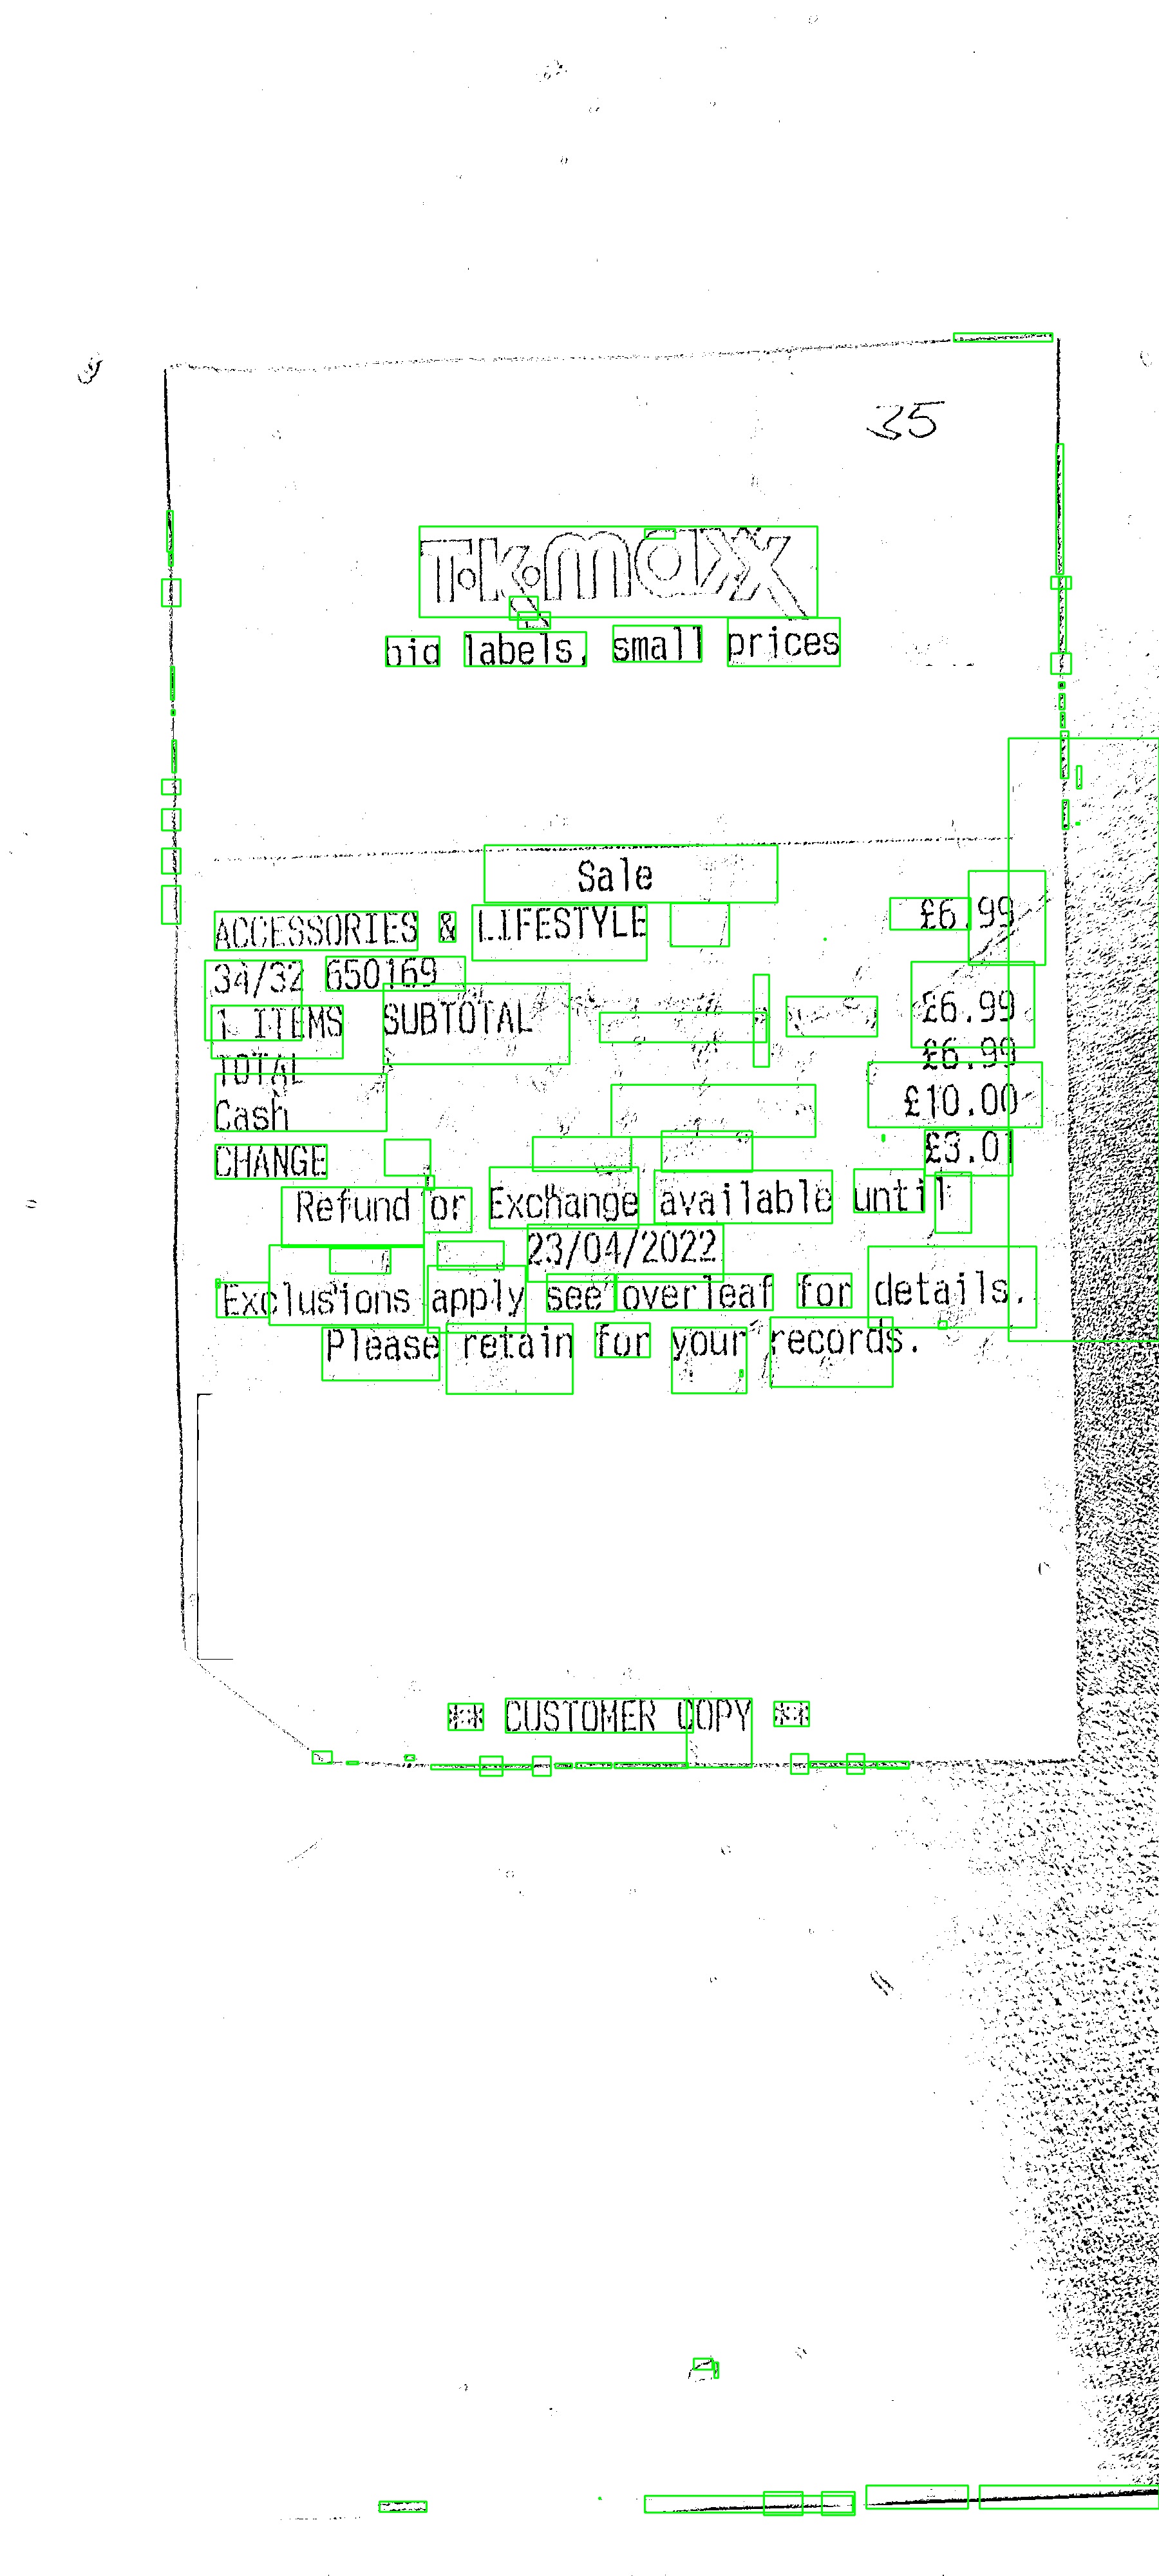 35
T·K·maxx
big labels, small prices
Sale
ACCESSORIES & LIFESTYLE £6.99
34/32 650169
1 ITEMS SUBTOTAL £6.99
TOTAL £6.99
Cash £10.00
CHANGE £3.01
Refund or Exchange available until
23/04/2022
Exclusions apply see overleaf for details.
Please retain for your records.
** CUSTOMER COPY **